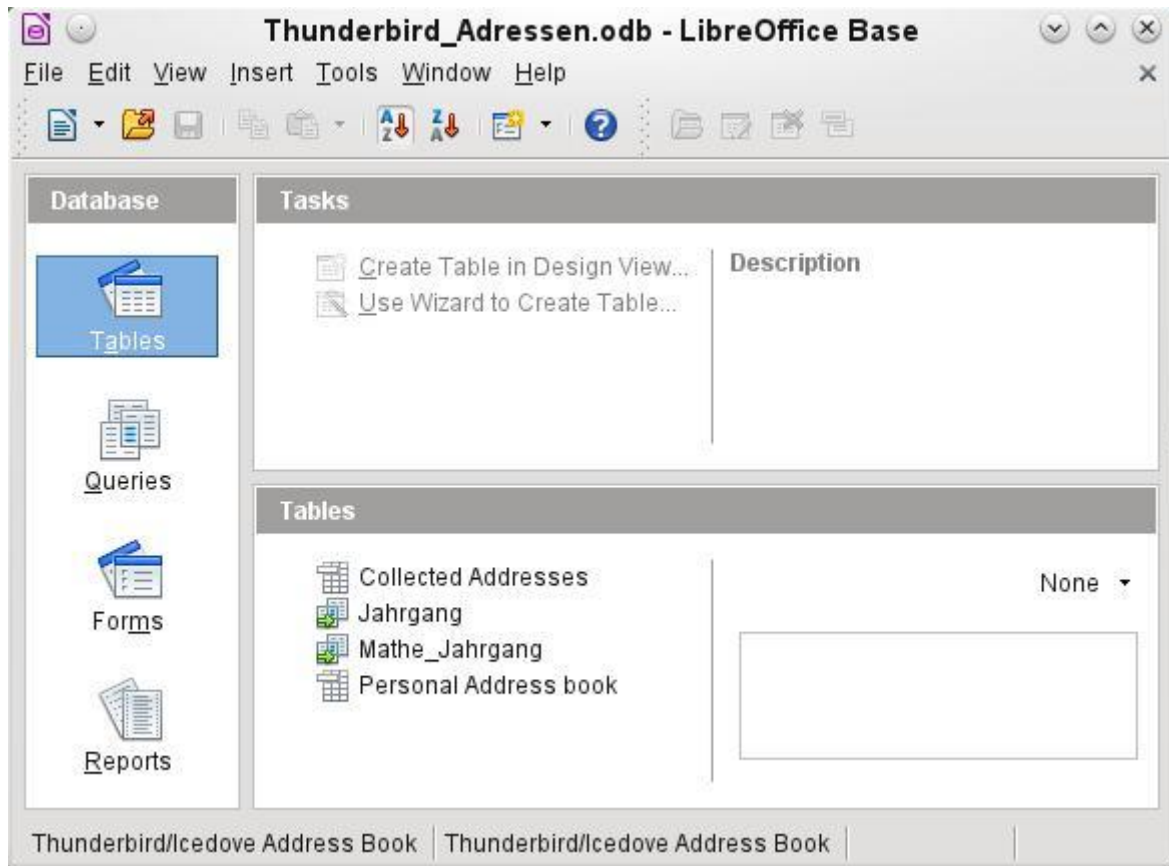 Thunderbird_Adressen.odb - LibreOffice Base
File Edit View Insert Tools Window Help
Database
Tables
Queries
Forms
Reports
Tasks
Create Table in Design View...
Use Wizard to Create Table...
Description
Tables
Collected Addresses
Jahrgang
Mathe_Jahrgang
Personal Address book
None
Thunderbird/Icedove Address Book Thunderbird/Icedove Address Book